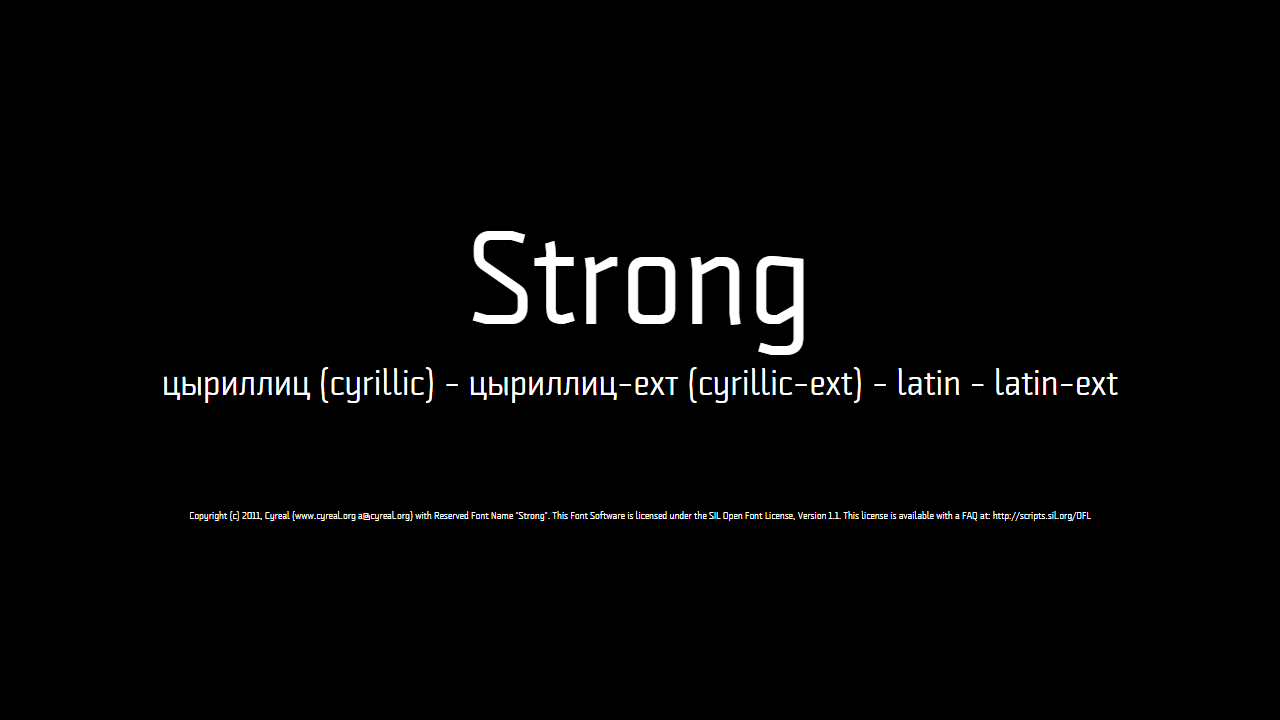 Strong
цыриллиц (cyrillic) - цыриллиц-ехт (cyrillic-ext) - latin - latin-ext
Copyright (c) 2011, Cyreal (www.cyreal.org a@cyreal.org) with Reserved Font Name "Strong". This Font Software is licensed under the SIL Open Font License, Version 1.1. This license is available with a FAQ at: http://scripts.sil.org/OFL